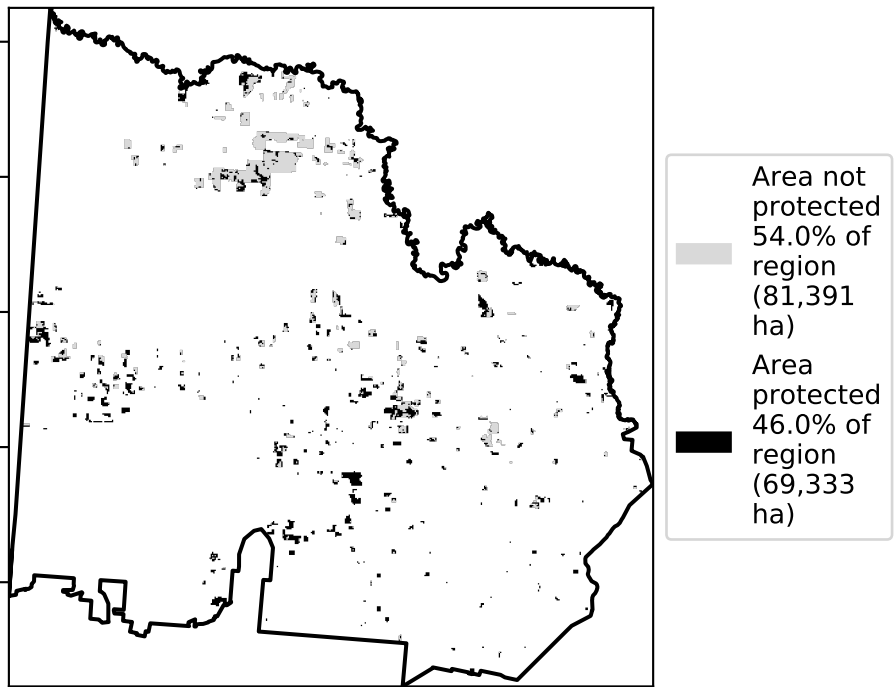 Area not
protected
54.0% of
region
(81,391
ha)
Area
protected
46.0% of
region
(69,333
ha)